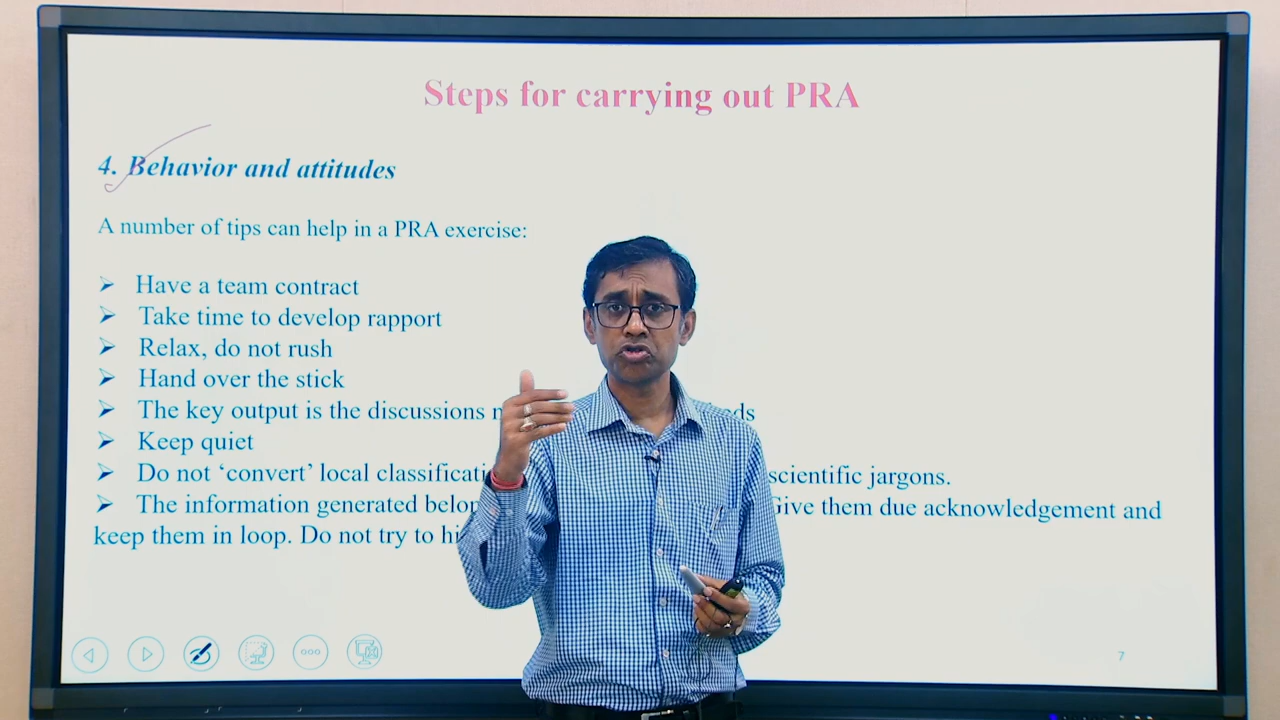 Steps for carrying out PRA
4. Behavior and attitudes
A number of tips can help in a PRA exercise:
➢ Have a team contract
➢ Take time to develop rapport
➢ Relax, do not rush
➢ Hand over the stick
➢ The key output is the discussions
➢ Keep quiet
➢ Do not ‘convert’ local scientific jargons.
➢ The information generated Give them due acknowledgement and
keep them in loop. Do not try to
7